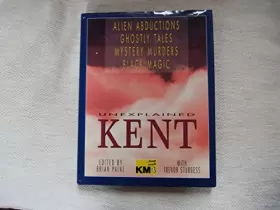 ALIEN ABDUCTIONS
GHOSTLY TALES
MYSTERY MURDERS
BLACK MAGIC
UNEXPLAINED
KENT
EDITED BY
BRIAN PAINE
KM
WITH
TREVOR STURGESS